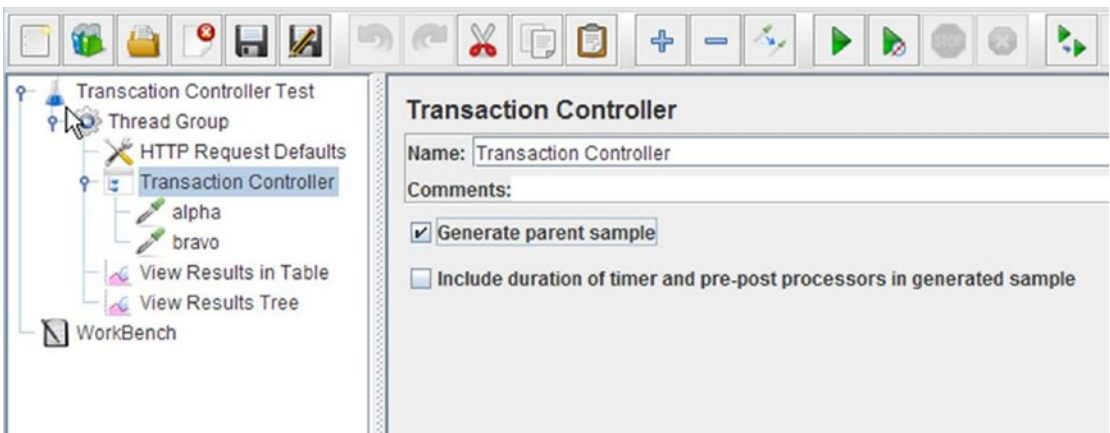 STOP
Transcation Controller Test
Thread Group
HTTP Request Defaults
Transaction Controller
alpha
bravo
View Results in Table
View Results Tree
WorkBench
Transaction Controller
Name: Transaction Controller
Comments:
Generate parent sample
Include duration of timer and pre-post processors in generated sample